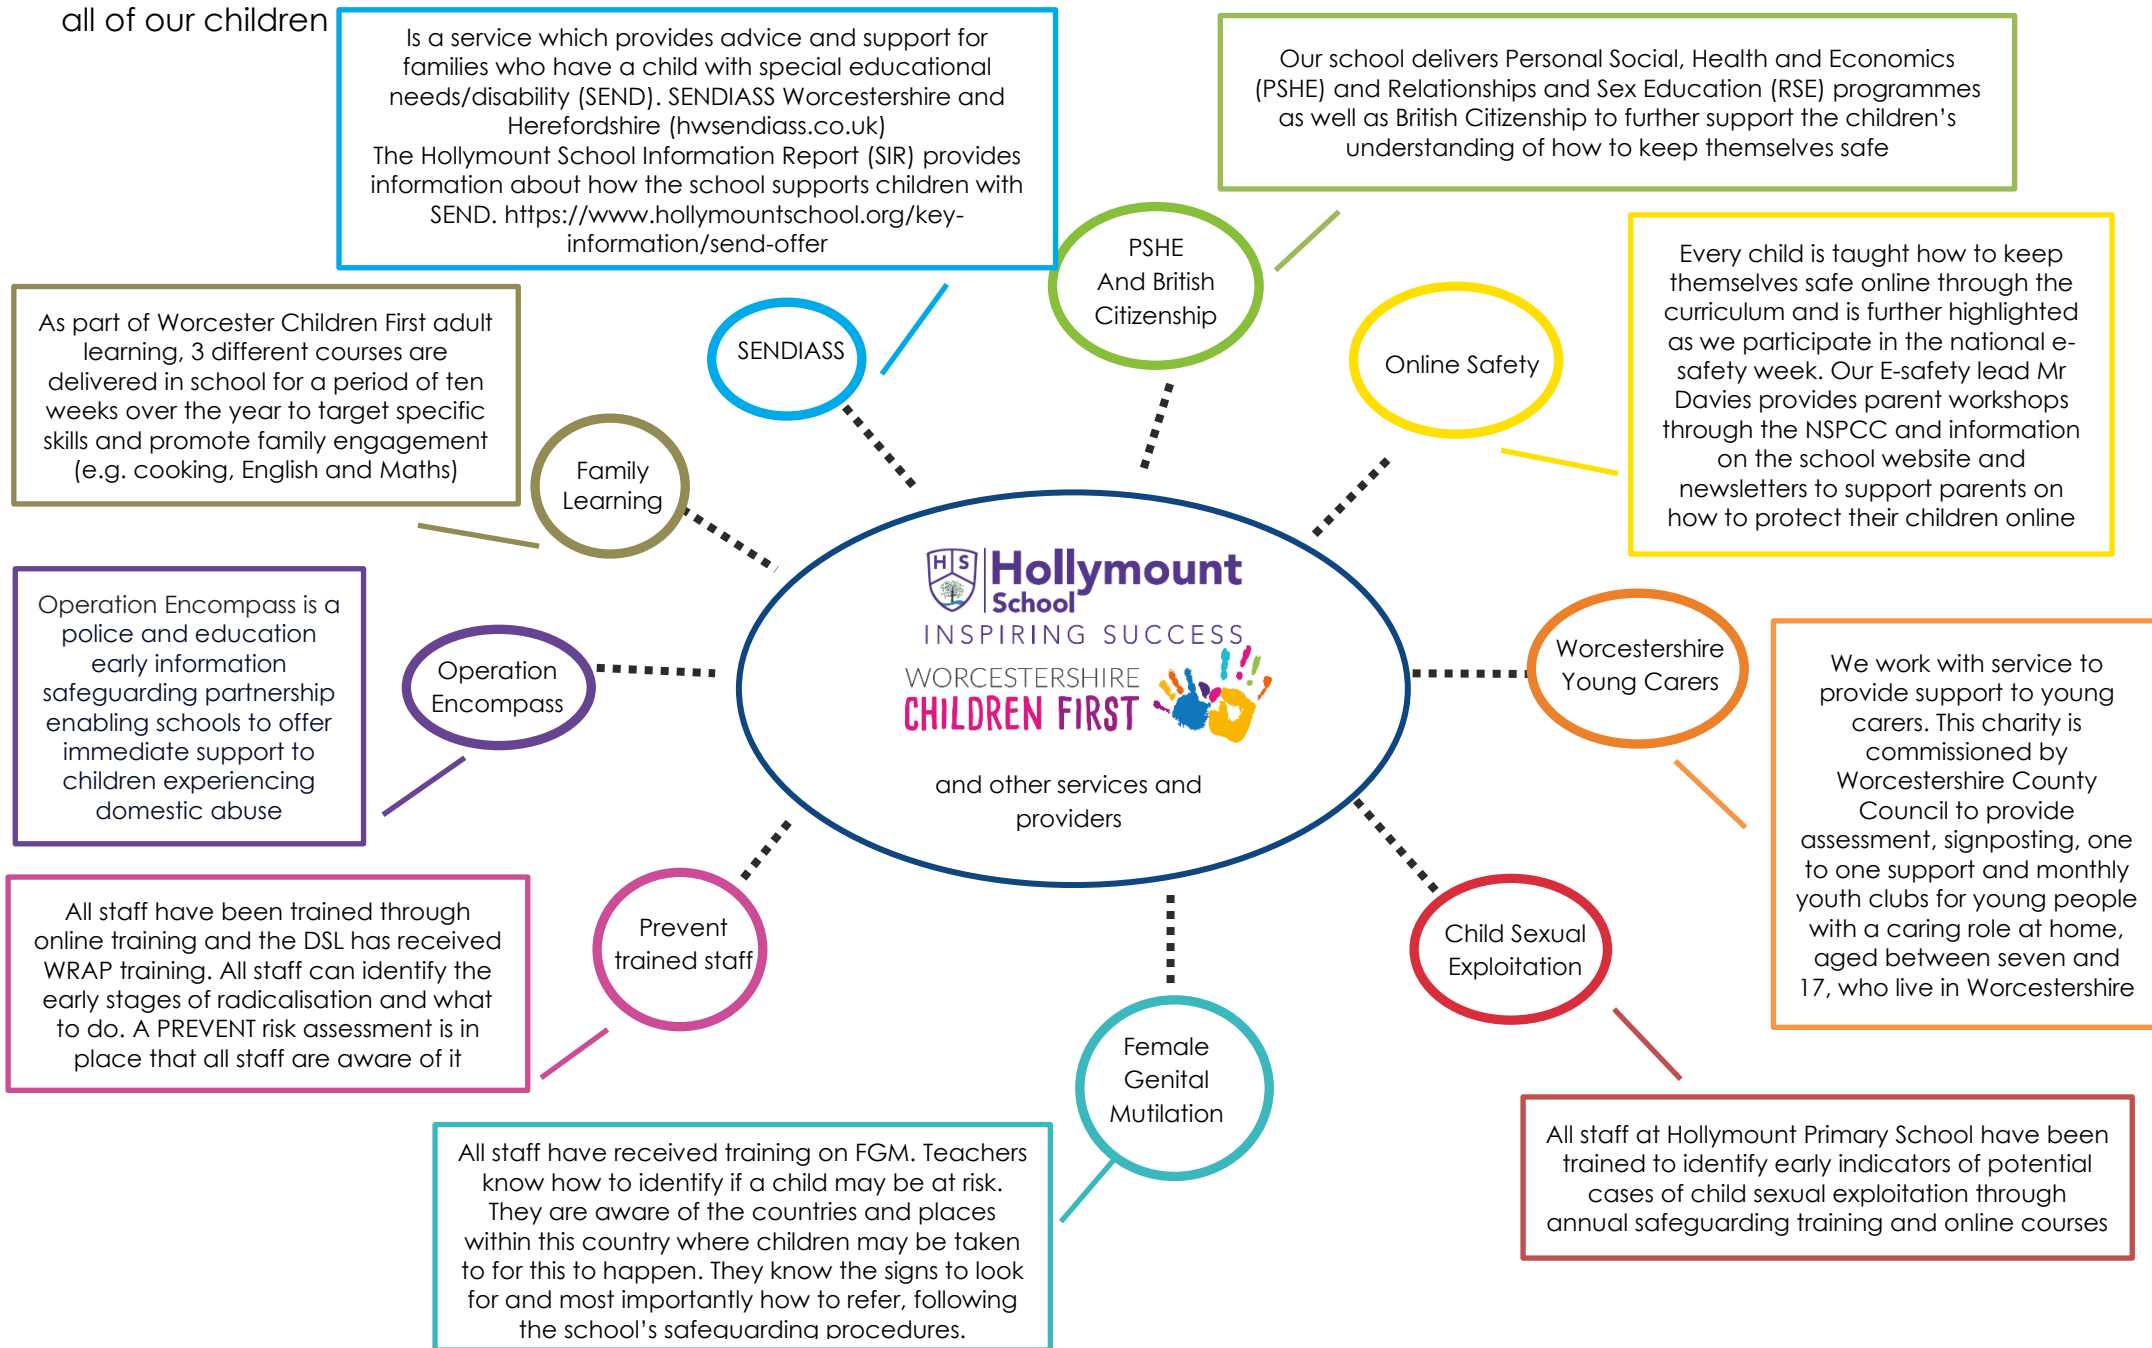 all of our children
Is a service which provides advice and support for
families who have a child with special educational
needs/disability (SEND). SENDIASS Worcestershire and
Herefordshire (hwsendiass.co.uk)
The Hollymount School Information Report (SIR) provides
information about how the school supports children with
SEND. https://www.hollymountschool.org/key-
information/send-offer
Our school delivers Personal Social, Health and Economics
(PSHE) and Relationships and Sex Education (RSE) programmes
as well as British Citizenship to further support the children’s
understanding of how to keep themselves safe
PSHE
And British
Citizenship
Every child is taught how to keep
themselves safe online through the
curriculum and is further highlighted
as we participate in the national e-
safety week. Our E-safety lead Mr
Davies provides parent workshops
through the NSPCC and information
on the school website and
newsletters to support parents on
how to protect their children online
As part of Worcester Children First adult
learning, 3 different courses are
delivered in school for a period of ten
weeks over the year to target specific
skills and promote family engagement
(e.g. cooking, English and Maths)
SENDIASS
Online Safety
Family
Learning
HS
Hollymount
School
INSPIRING SUCCESS
WORCESTERSHIRE
CHILDREN FIRST
and other services and
providers
Operation Encompass is a
police and education
early information
safeguarding partnership
enabling schools to offer
immediate support to
children experiencing
domestic abuse
Operation
Encompass
Worcestershire
Young Carers
We work with service to
provide support to young
carers. This charity is
commissioned by
Worcestershire County
Council to provide
assessment, signposting, one
to one support and monthly
youth clubs for young people
with a caring role at home,
aged between seven and
17, who live in Worcestershire
All staff have been trained through
online training and the DSL has received
WRAP training. All staff can identify the
early stages of radicalisation and what
to do. A PREVENT risk assessment is in
place that all staff are aware of it
Prevent
trained staff
Child Sexual
Exploitation
Female
Genital
Mutilation
All staff have received training on FGM. Teachers
know how to identify if a child may be at risk.
They are aware of the countries and places
within this country where children may be taken
to for this to happen. They know the signs to look
for and most importantly how to refer, following
the school’s safeguarding procedures.
All staff at Hollymount Primary School have been
trained to identify early indicators of potential
cases of child sexual exploitation through
annual safeguarding training and online courses